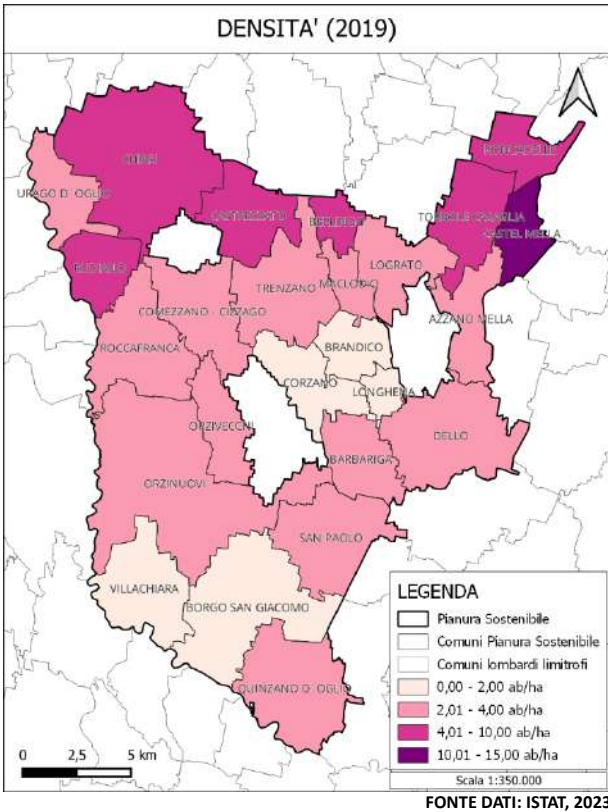 DENSITA' (2019)
CHIARI
RONCADELLE
URAGO D' OGLIO
CASTREZZATO
BERLINGO
TORBOLE CASAGLIA
CASTEL MELLA
RUDIANO
LOGRATO
TRENZANO
MACLODIO
COMEZZANO - CIZZAGO
AZZANO MELLA
ROCCAFRANCA
BRANDICO
CORZANO
LONGHENA
ORZIVECCHI
DELLO
BARBARIGA
ORZINUOVI
SAN PAOLO
VILLACHIARA
BORGO SAN GIACOMO
QUINZANO D' OGLIO
LEGENDA
Pianura Sostenibile
Comuni Pianura Sostenibile
Comuni lombardi limitrofi
0,00 - 2,00 ab/ha
2,01 - 4,00 ab/ha
4,01 - 10,00 ab/ha
10,01 - 15,00 ab/ha
0 2,5 5 km
Scala 1:350.000
FONTE DATI: ISTAT, 2023